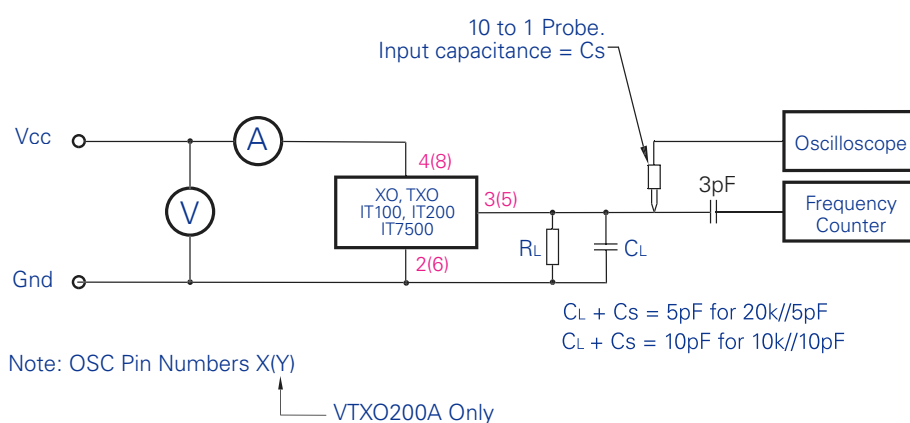 10 to 1 Probe.
Input capacitance = Cs
Vcc
A
4(8)
Oscilloscope
XO, TXO
IT100, IT200
IT7500
3(5)
3pF
V
Frequency
Counter
RL
CL
2(6)
Gnd
CL + Cs = 5pF for 20k//5pF
CL + Cs = 10pF for 10k//10pF
Note: OSC Pin Numbers X(Y)
VTXO200A Only